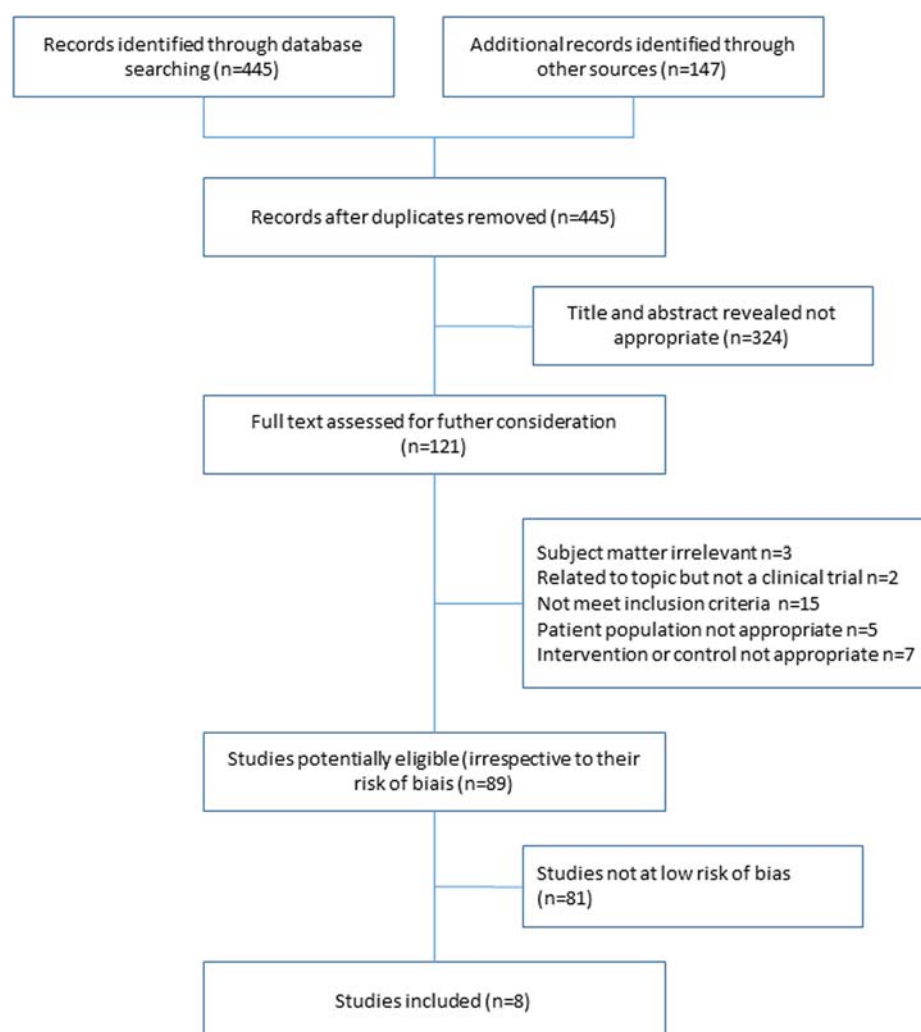 Records identified through database
searching (n=445)
Additional records identified through
other sources (n=147)
Records after duplicates removed (n=445)
Title and abstract revealed not
appropriate (n=324)
Full text assessed for futher consideration
(n=121)
Subject matter irrelevant n=3
Related to topic but not a clinical trial n=2
Not meet inclusion criteria n=15
Patient population not appropriate n=5
Intervention or control not appropriate n=7
Studies potentially eligible (irrespective to their
risk of biais (n=89)
Studies not at low risk of bias
(n=81)
Studies included (n=8)